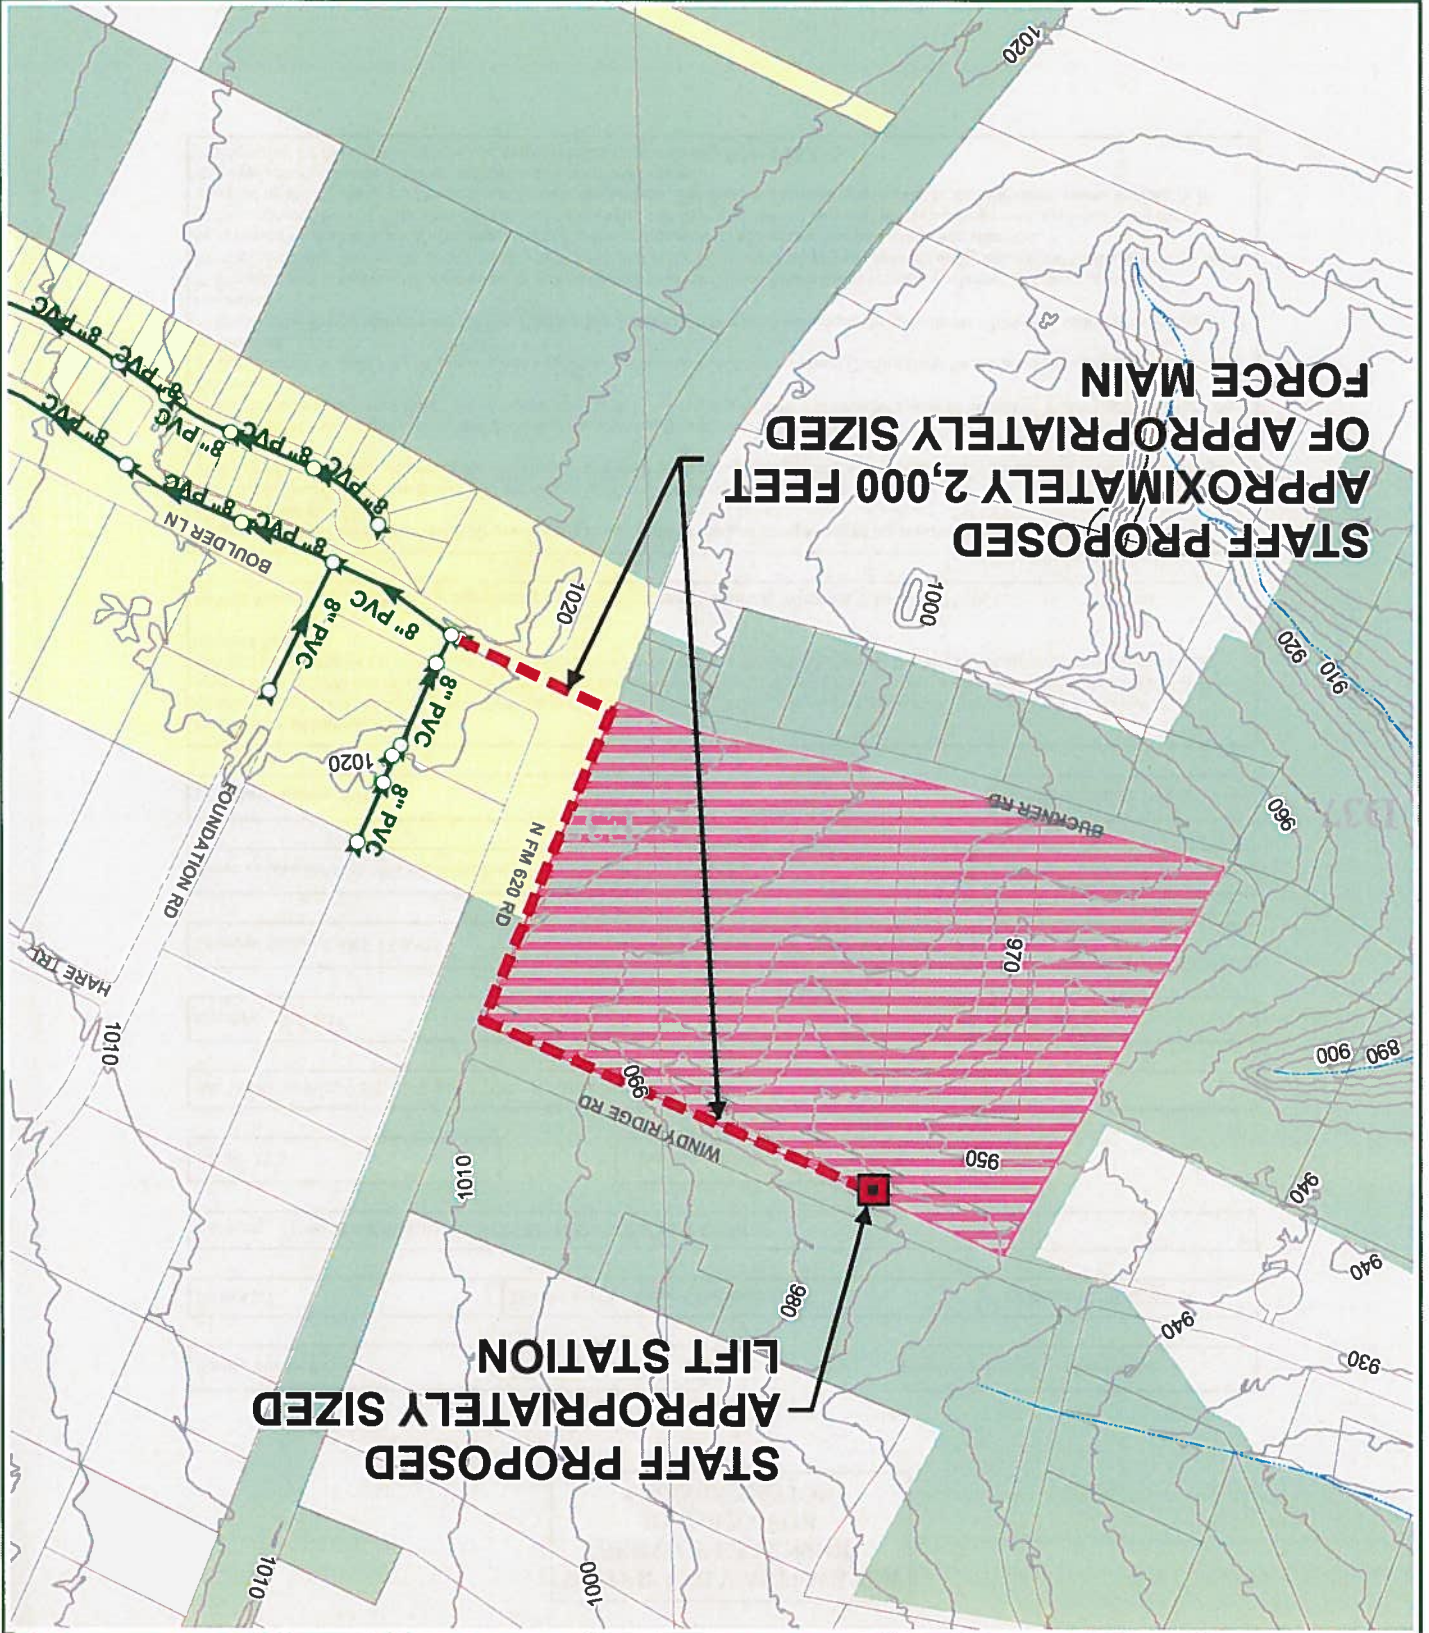 STAFF PROPOSED
APPROPRIATELY SIZED
LIFT STATION
STAFF PROPOSED
APPROXIMATELY 2,000 FEET
OF APPROPRIATELY SIZED
FORCE MAIN
1010
1000
930
940
940
940
980
1010
950
WINDY RIDGE RD
990
890
900
1010
HARE TRL
970
N FM 620 RD
FOUNDATION RD
BUCKNER RD
960
1020
8" PVC
8" PVC
8" PVC
8" PVC
910
920
1020
1000
BOULDER LN
8" PVC
8" PVC
8" PVC
8" PVC
8" PVC
8" PVC
8" PVC
8" PVC
1020